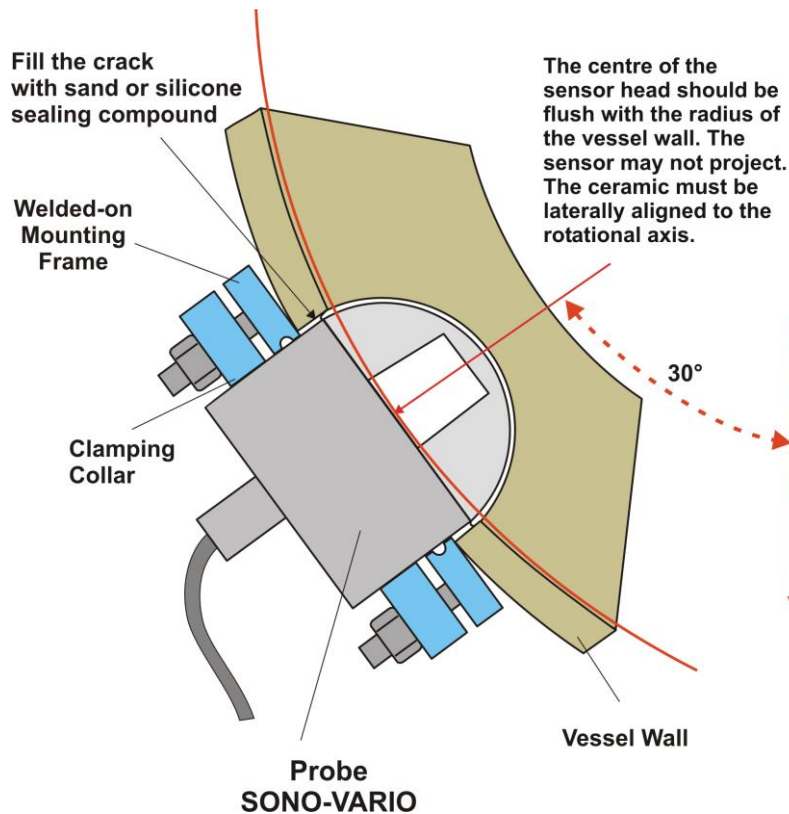 Fill the crack
with sand or silicone
sealing compound
The centre of the
sensor head should be
flush with the radius of
the vessel wall. The
sensor may not project.
The ceramic must be
laterally aligned to the
rotational axis.
Welded-on
Mounting
Frame
30°
Clamping
Collar
Vessel Wall
Probe
SONO-VARIO